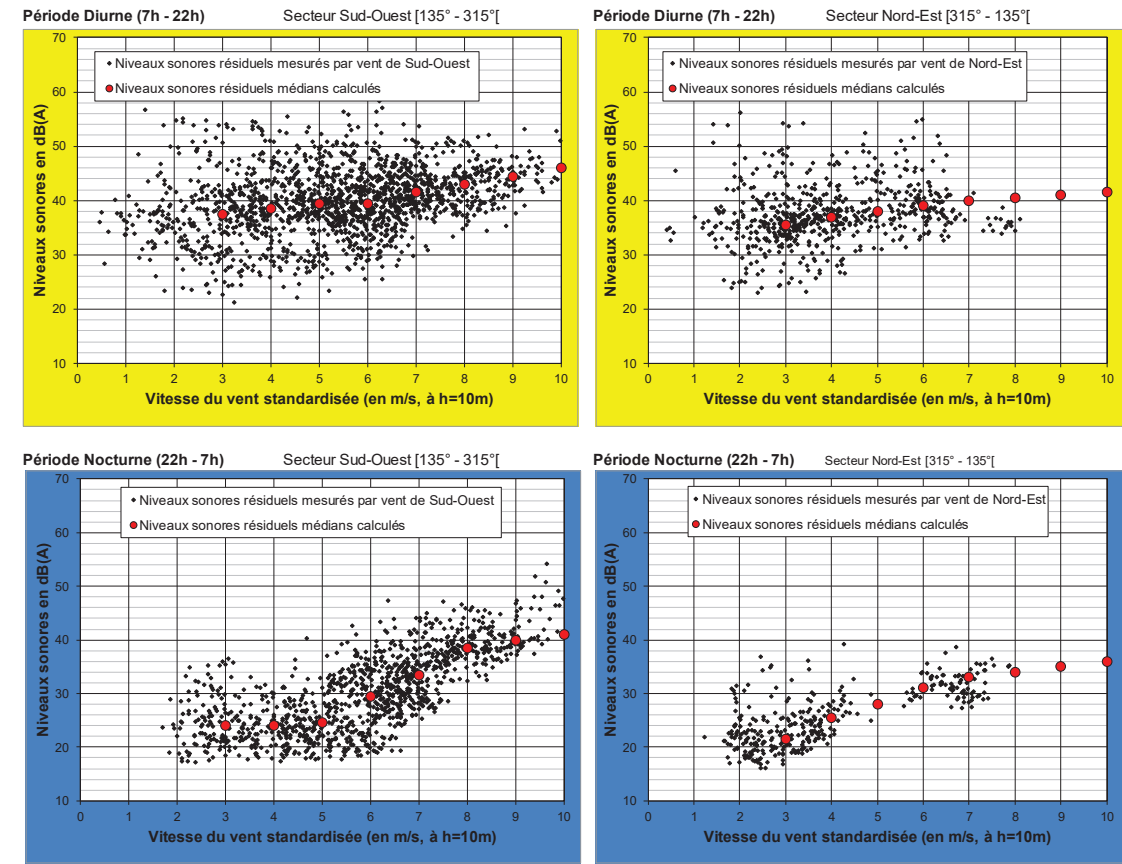 Période Diurne (7h - 22h) Secteur Sud-Ouest [135° - 315°[
70
60
50
40
30
20
10
Niveaux sonores en dB(A)
Niveaux sonores résiduels mesurés par vent de Sud-Ouest
Niveaux sonores résiduels médians calculés
0 1 2 3 4 5 6 7 8 9 10
Vitesse du vent standardisée (en m/s, à h=10m)
Période Diurne (7h - 22h) Secteur Nord-Est [315° - 135°[
70
60
50
40
30
20
10
Niveaux sonores en dB(A)
Niveaux sonores résiduels mesurés par vent de Nord-Est
Niveaux sonores résiduels médians calculés
0 1 2 3 4 5 6 7 8 9 10
Vitesse du vent standardisée (en m/s, à h=10m)
Période Nocturne (22h - 7h) Secteur Sud-Ouest [135° - 315°[
70
60
50
40
30
20
10
Niveaux sonores en dB(A)
Niveaux sonores résiduels mesurés par vent de Sud-Ouest
Niveaux sonores résiduels médians calculés
0 1 2 3 4 5 6 7 8 9 10
Vitesse du vent standardisée (en m/s, à h=10m)
Période Nocturne (22h - 7h) Secteur Nord-Est [315° - 135°[
70
60
50
40
30
20
10
Niveaux sonores en dB(A)
Niveaux sonores résiduels mesurés par vent de Nord-Est
Niveaux sonores résiduels médians calculés
0 1 2 3 4 5 6 7 8 9 10
Vitesse du vent standardisée (en m/s, à h=10m)